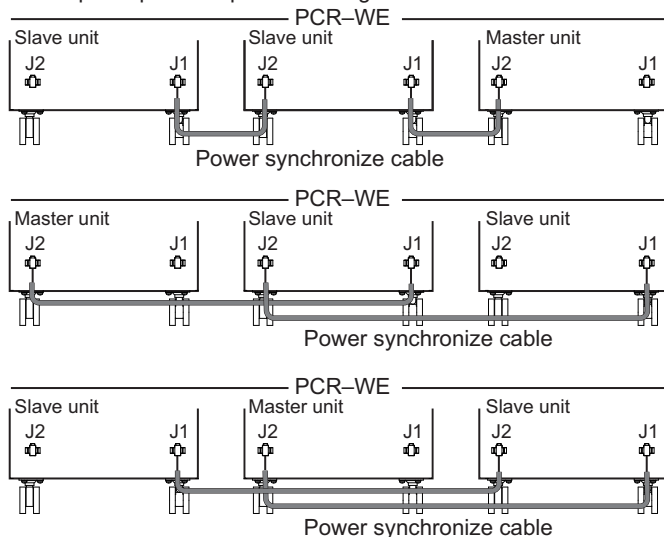 PCR–WE
Slave unit Slave unit Master unit
J2 J1 J2 J1 J2 J1
Power synchronize cable
PCR–WE
Master unit Slave unit Slave unit
J2 J1 J2 J1 J2 J1
Power synchronize cable
PCR–WE
Slave unit Master unit Slave unit
J2 J1 J2 J1 J2 J1
Power synchronize cable